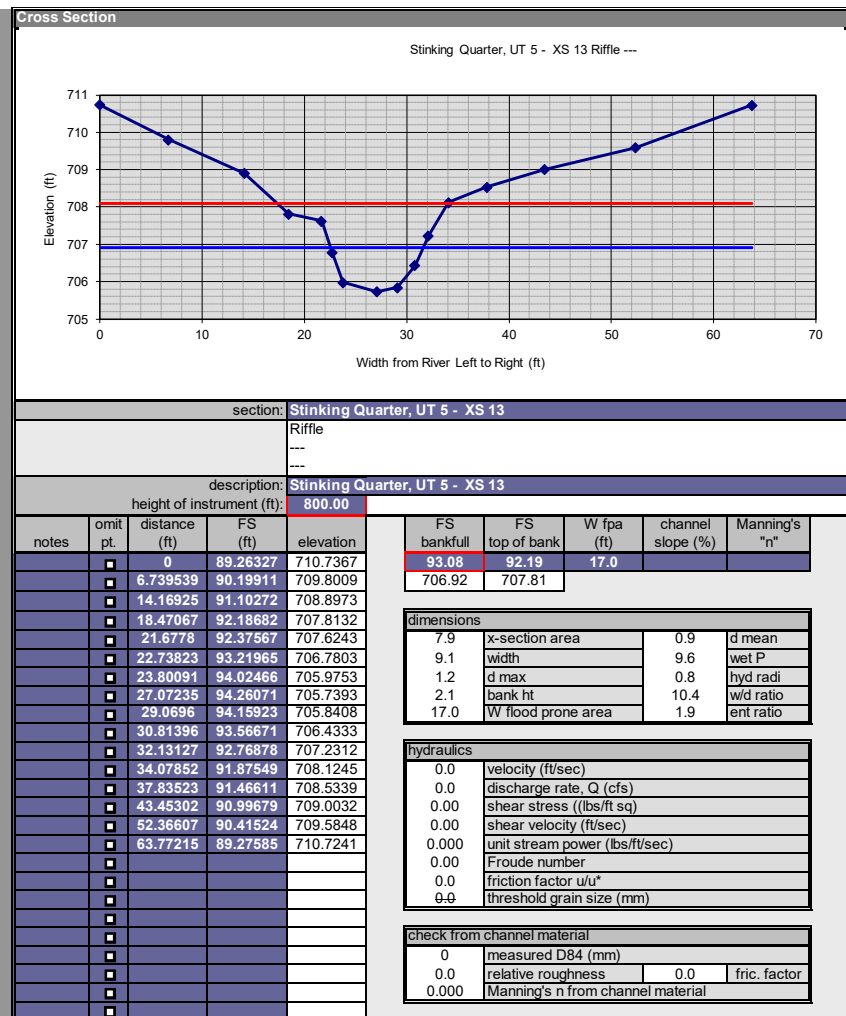 Cross Section
Stinking Quarter, UT 5 - XS 13 Riffle ---
711
710
709
708
707
706
705
Elevation (ft)
0 10 20 30 40 50 60 70
Width from River Left to Right (ft)
section: Stinking Quarter, UT 5 - XS 13
Riffle
---
---
description: Stinking Quarter, UT 5 - XS 13
height of instrument (ft): 800.00
omit distance FS FS FS W fpa channel Manning's
notes pt. (ft) (ft) elevation bankfull top of bank (ft) slope (%) "n"
0 89.26327 710.7367 93.08 92.19 17.0
6.739539 90.19911 709.8009 706.92 707.81
14.16925 91.10272 708.8973
18.47067 92.18682 707.8132 dimensions
21.6778 92.37567 707.6243 7.9 x-section area 0.9 d mean
22.73823 93.21965 706.7803 9.1 width 9.6 wet P
23.80091 94.02466 705.9753 1.2 d max 0.8 hyd radi
27.07235 94.26071 705.7393 2.1 bank ht 10.4 w/d ratio
29.0696 94.15923 705.8408 17.0 W flood prone area 1.9 ent ratio
30.81396 93.56671 706.4333
32.13127 92.76878 707.2312 hydraulics
34.07852 91.87549 708.1245 0.0 velocity (ft/sec)
37.83523 91.46611 708.5339 0.0 discharge rate, Q (cfs)
43.45302 90.99679 709.0032 0.00 shear stress ((lbs/ft sq)
52.36607 90.41524 709.5848 0.00 shear velocity (ft/sec)
63.77215 89.27585 710.7241 0.000 unit stream power (lbs/ft/sec)
0.00 Froude number
0.0 friction factor u/u*
0.0 threshold grain size (mm)
check from channel material
0 measured D84 (mm)
0.0 relative roughness 0.0 fric. factor
0.000 Manning's n from channel material